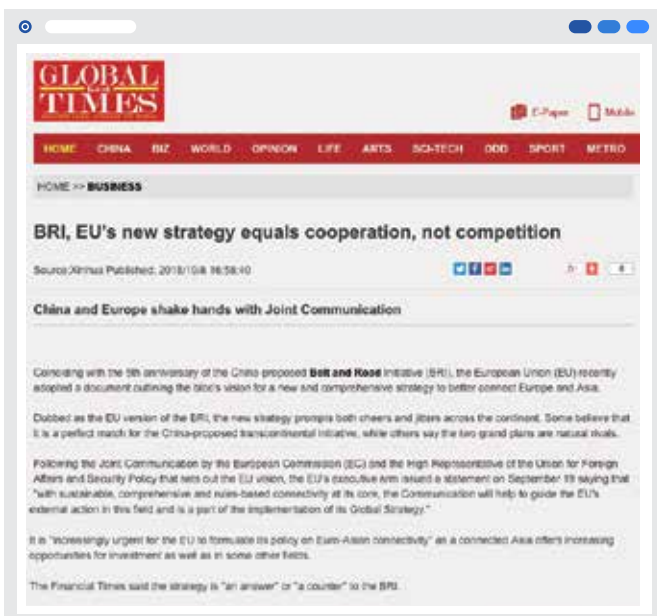 GLOBAL
TIMES
E-Paper Mobile
HOME CHINA BIZ WORLD OPINION LIFE ARTS SCI-TECH ODD SPORT METRO
HOME >> BUSINESS
BRI, EU's new strategy equals cooperation, not competition
Source:Xinhua Published: 2018/10/8 16:58:40
China and Europe shake hands with Joint Communication
Coinciding with the 5th anniversary of the China-proposed Belt and Road Initiative (BRI), the European Union (EU) recently
adopted a document outlining the bloc's vision for a new and comprehensive strategy to better connect Europe and Asia.
Dubbed as the EU version of the BRI, the new strategy prompts both cheers and jitters across the continent. Some believe that
it is a perfect match for the China-proposed transcontinental initiative, while others say the two grand plans are natural rivals.
Following the Joint Communication by the European Commission (EC) and the High Representative of the Union for Foreign
Affairs and Security Policy that sets out the EU vision, the EU's executive arm issued a statement on September 19 saying that
"with sustainable, comprehensive and rules-based connectivity at its core, the Communication will help to guide the EU's
external action in this field and is a part of the implementation of its Global Strategy."
It is "increasingly urgent for the EU to formulate its policy on Euro-Asian connectivity" as a connected Asia offers increasing
opportunities for investment as well as in some other fields.
The Financial Times said the strategy is "an answer" or "a counter" to the BRI.